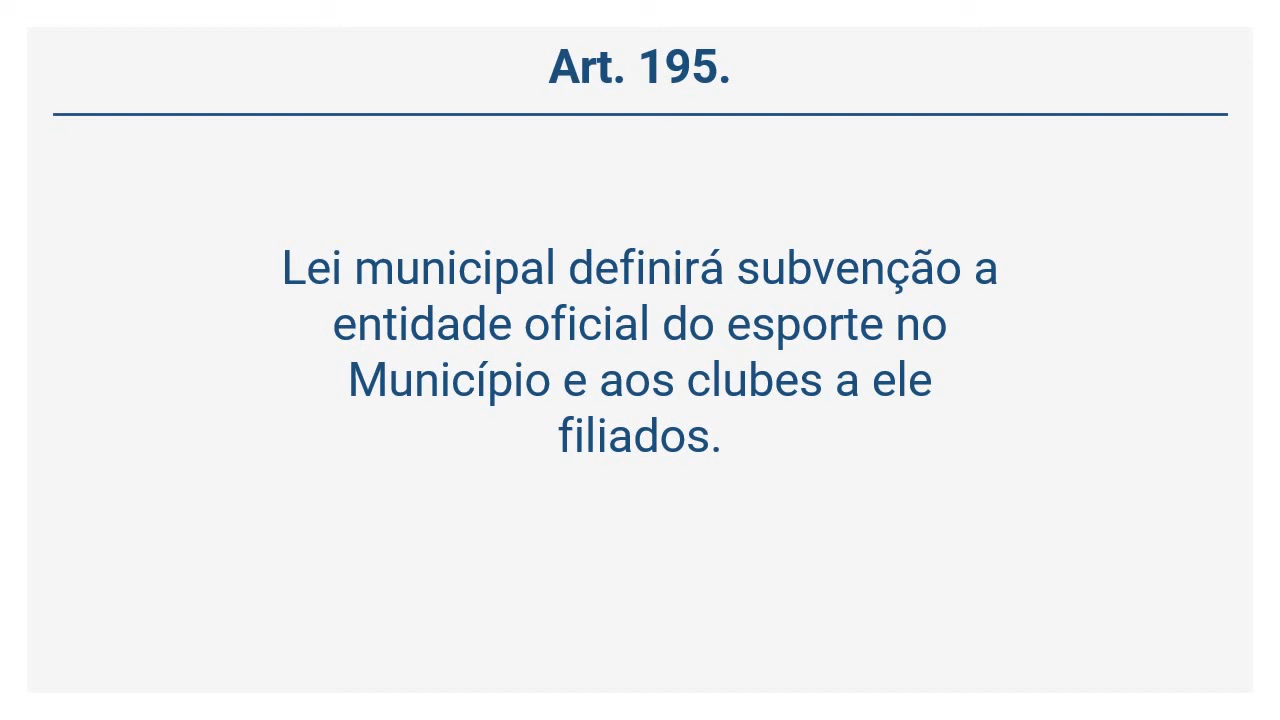 Art. 195.
Lei municipal definirá subvenção a
entidade oficial do esporte no
Município e aos clubes a ele
filiados.